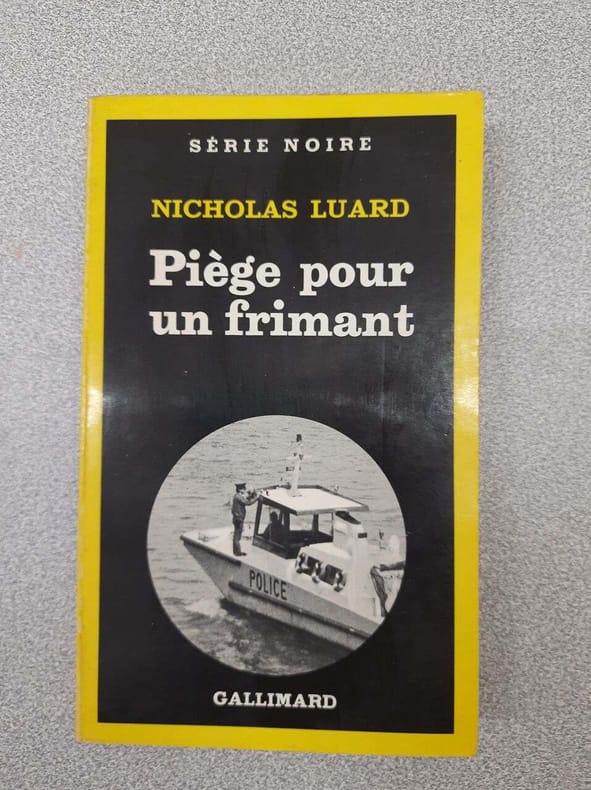 SÉRIE NOIRE
NICHOLAS LUARD
Piège pour
un frimant
POLICE
GALLIMARD